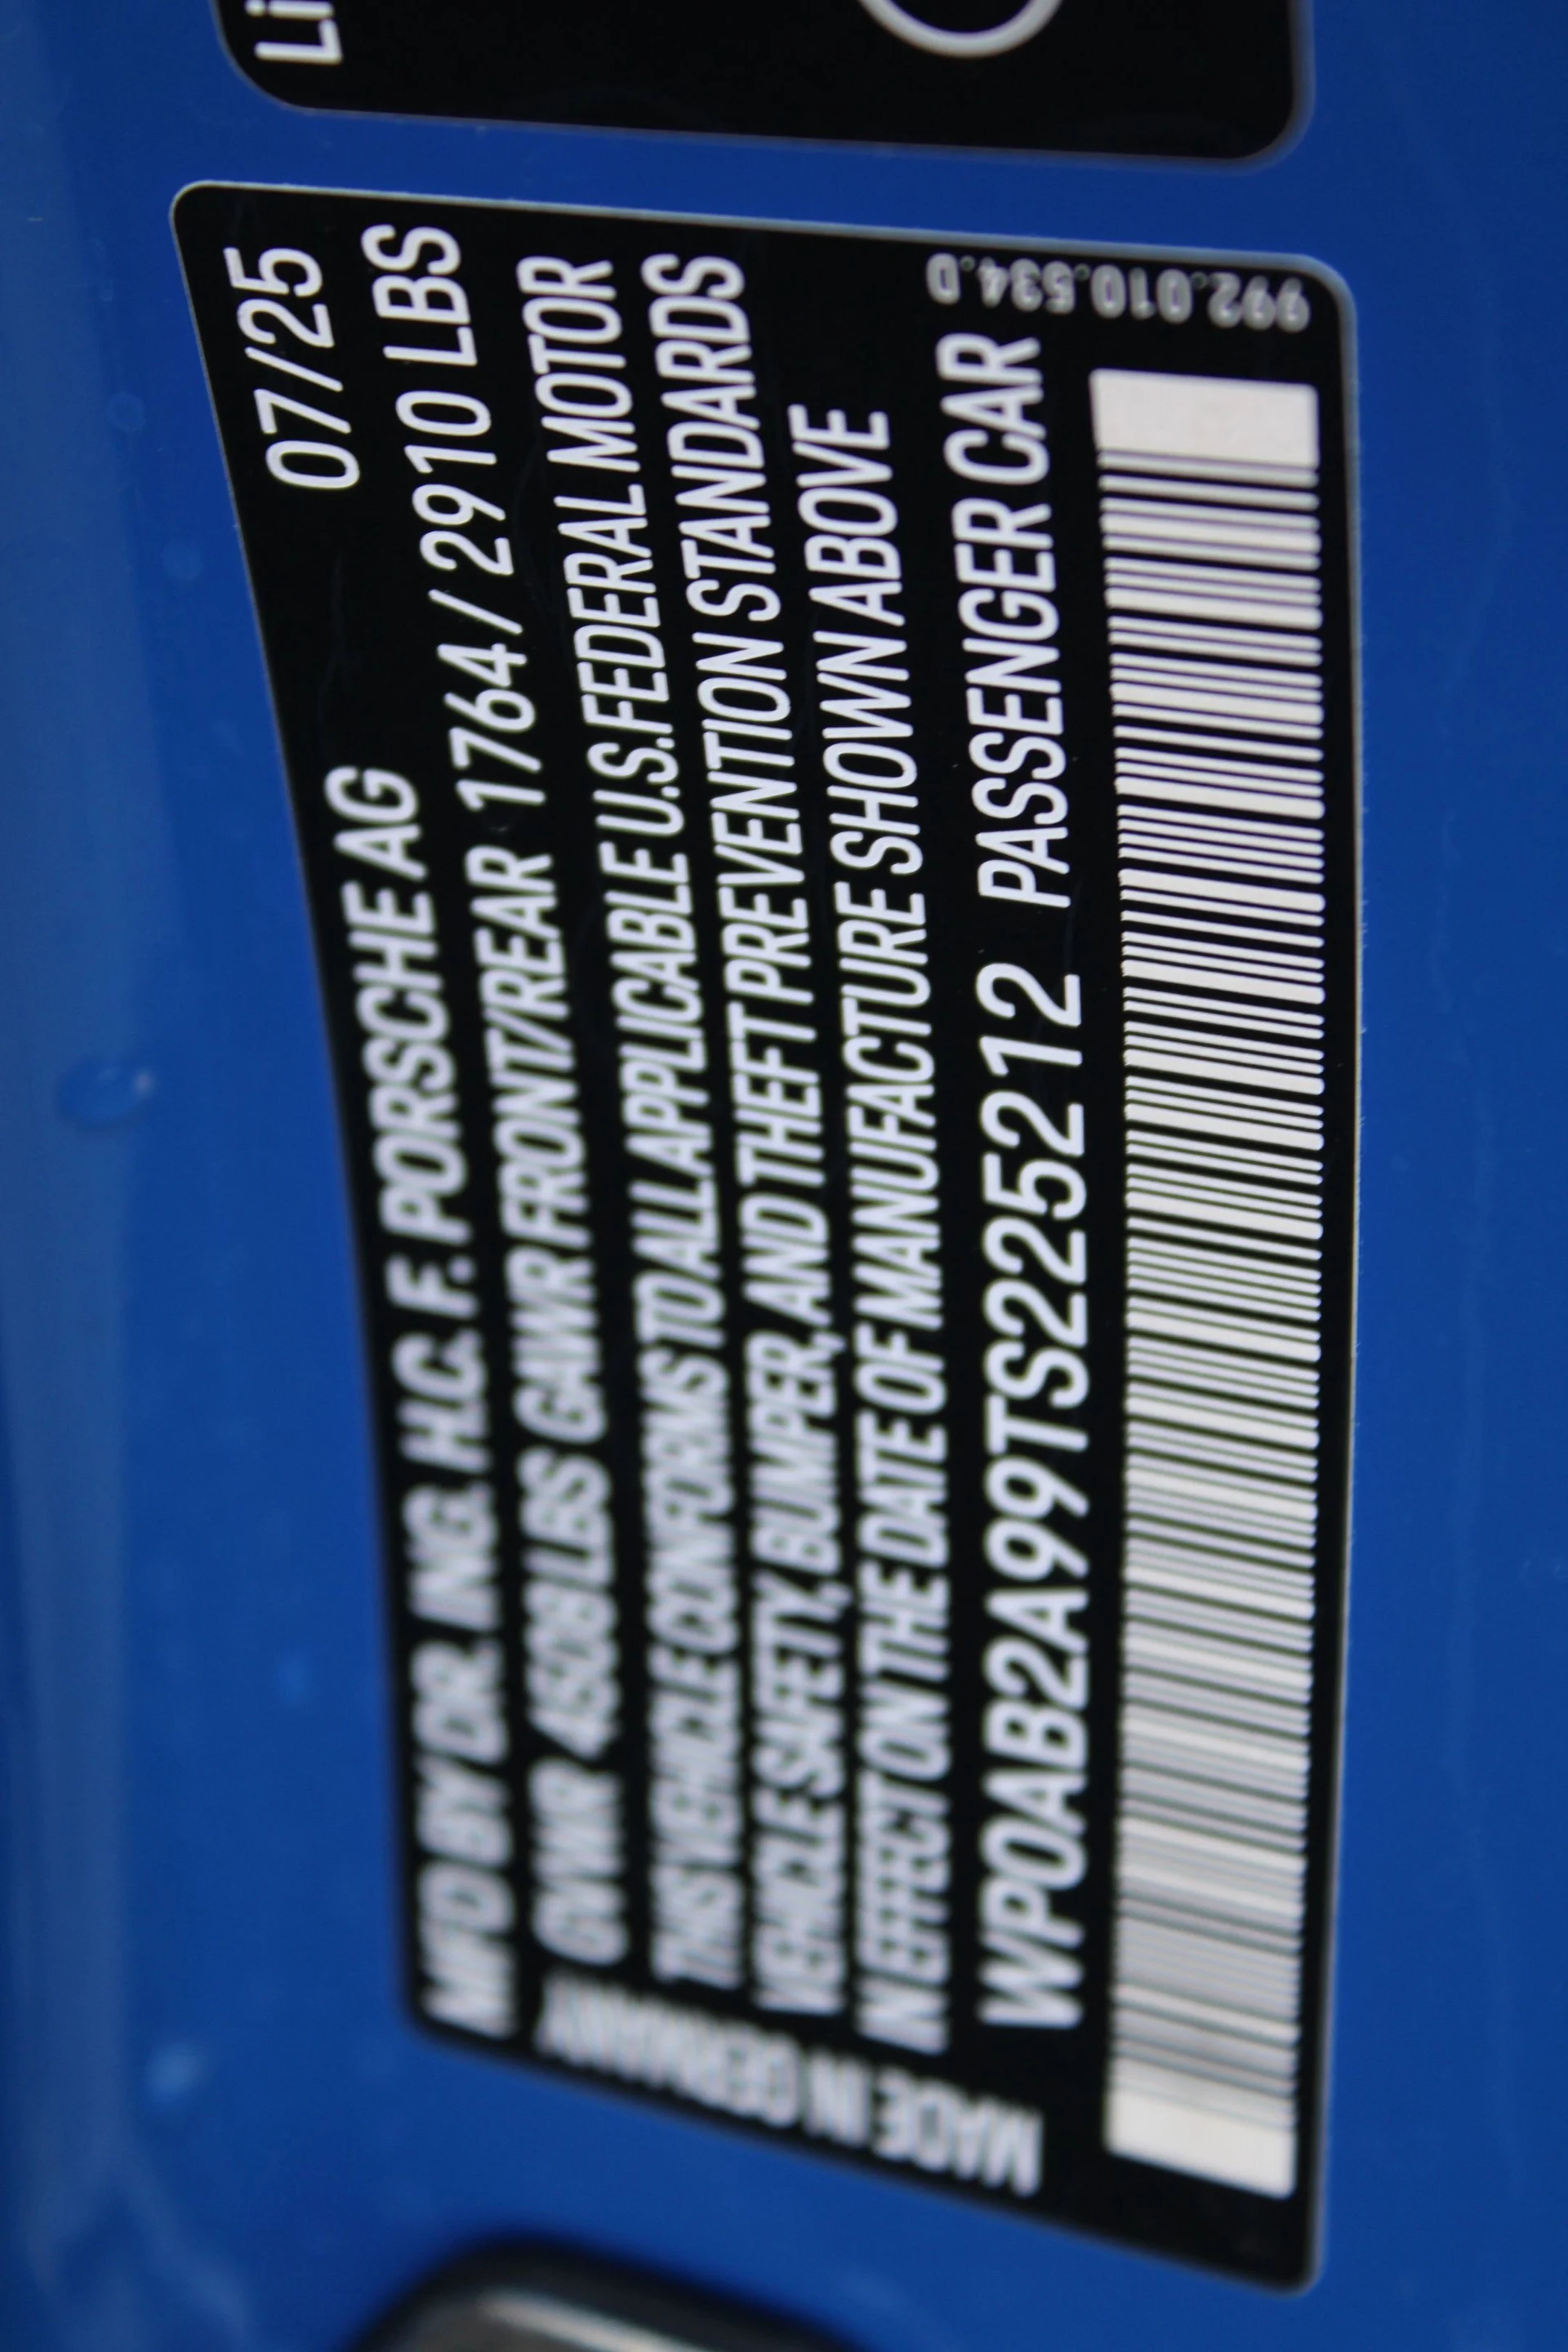 Li
MFD BY DR. ING. H.C. F. PORSCHE AG 07/25
GVWR 4508 LBS GAWR FRONT/REAR 1764 / 2910 LBS
THIS VEHICLE CONFORMS TO ALL APPLICABLE U.S. FEDERAL MOTOR
VEHICLE SAFETY, BUMPER, AND THEFT PREVENTION STANDARDS
IN EFFECT ON THE DATE OF MANUFACTURE SHOWN ABOVE
WP0AB2A99TS225212 PASSENGER CAR
MADE IN GERMANY
992.010.534.D